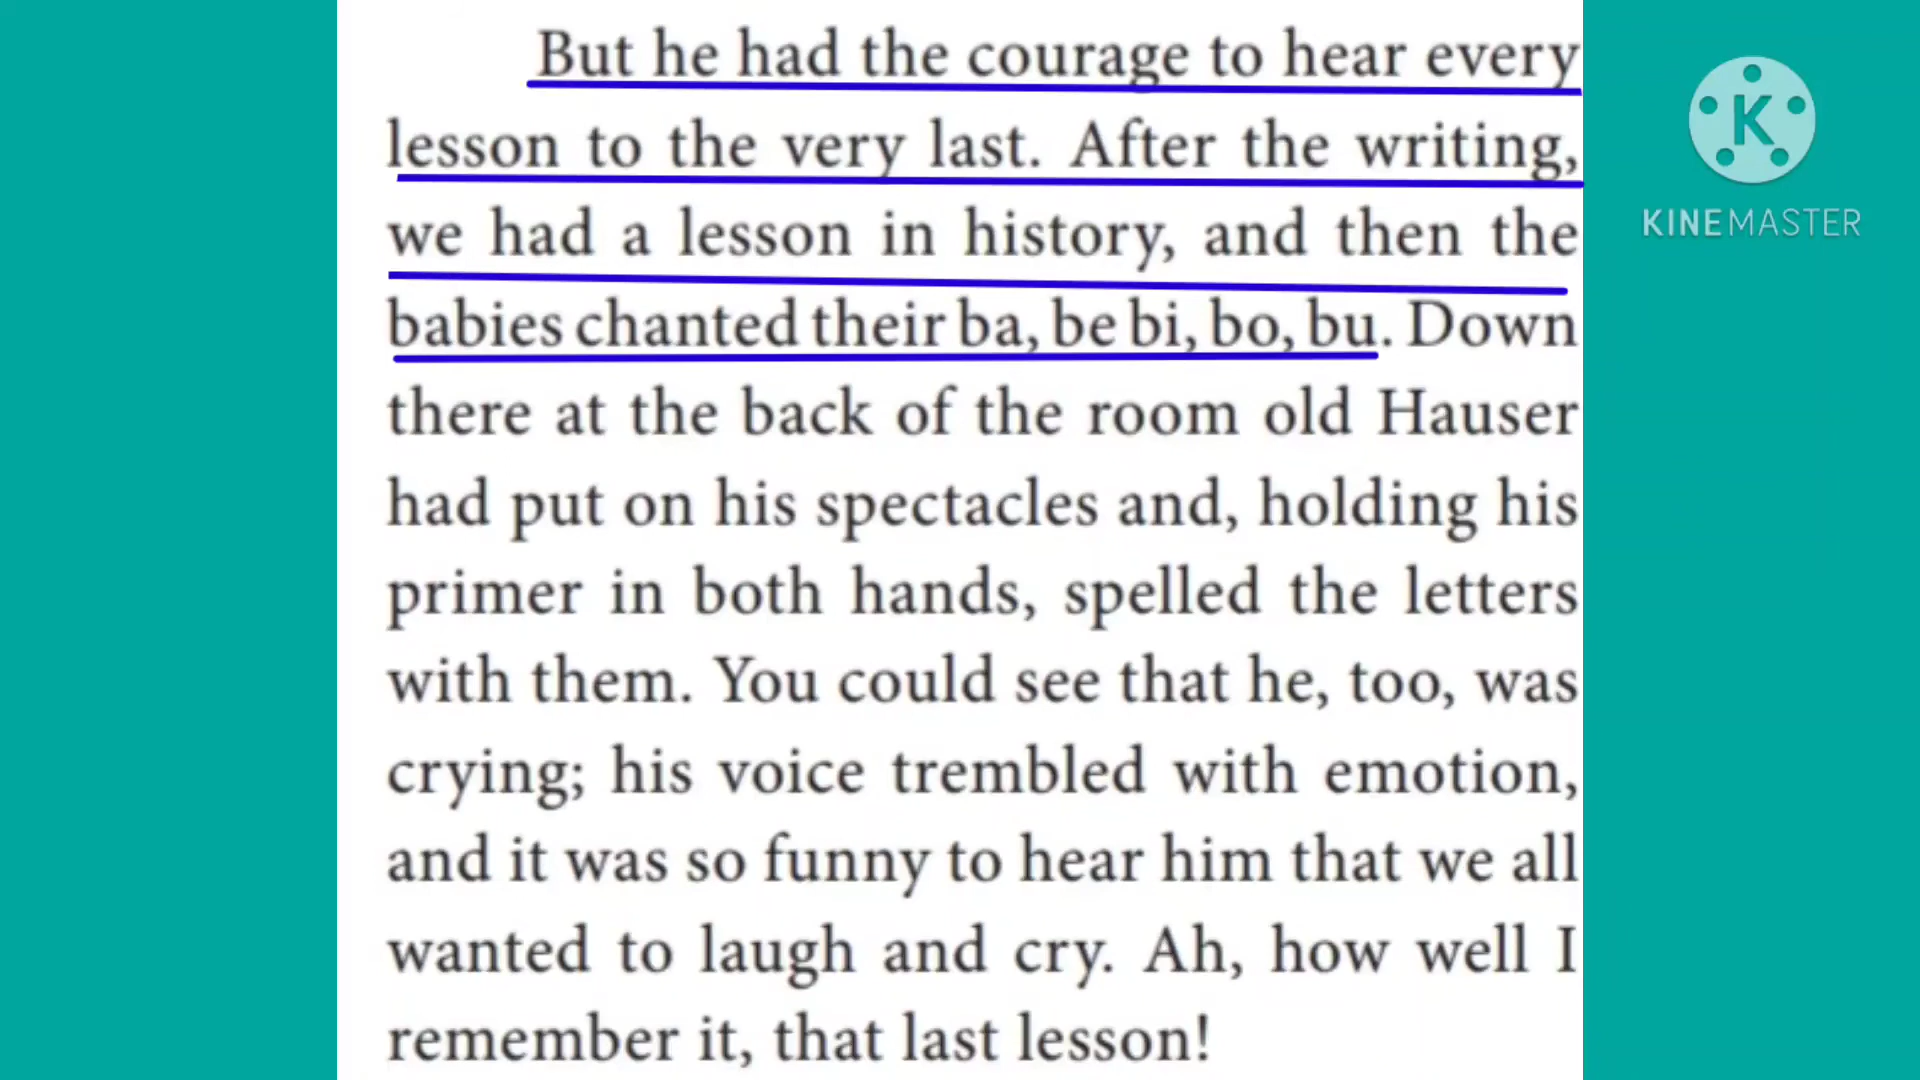 But he had the courage to hear every
lesson to the very last. After the writing,
we had a lesson in history, and then the
babies chanted their ba, be bi, bo, bu. Down
there at the back of the room old Hauser
had put on his spectacles and, holding his
primer in both hands, spelled the letters
with them. You could see that he, too, was
crying; his voice trembled with emotion,
and it was so funny to hear him that we all
wanted to laugh and cry. Ah, how well I
remember it, that last lesson!
K
KINEMASTER